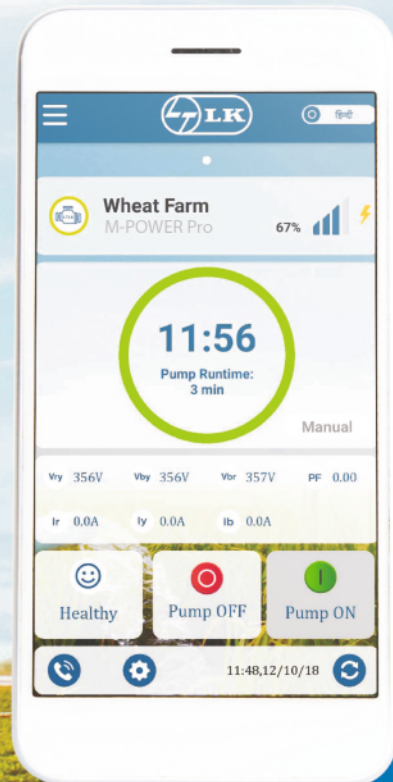 LK
हिन्दी
Wheat Farm
M-POWER Pro
67%
11:56
Pump Runtime:
3 min
Manual
Vry 356V Vby 356V Vbr 357V PF 0.00
Ir 0.0A Iy 0.0A Ib 0.0A
Healthy Pump OFF Pump ON
11:48,12/10/18